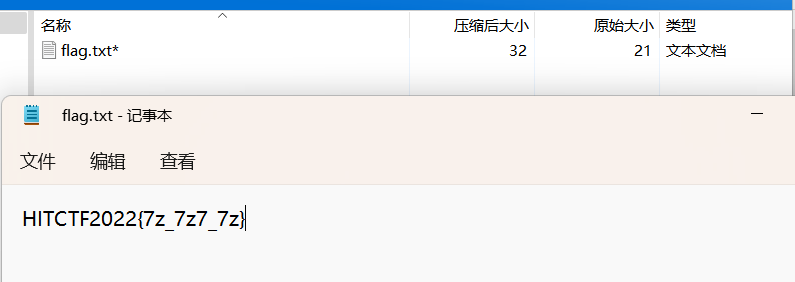 名称 压缩后大小 原始大小 类型
flag.txt* 32 21 文本文档
flag.txt - 记事本
文件 编辑 查看
HITCTF2022{7z_7z7_7z}